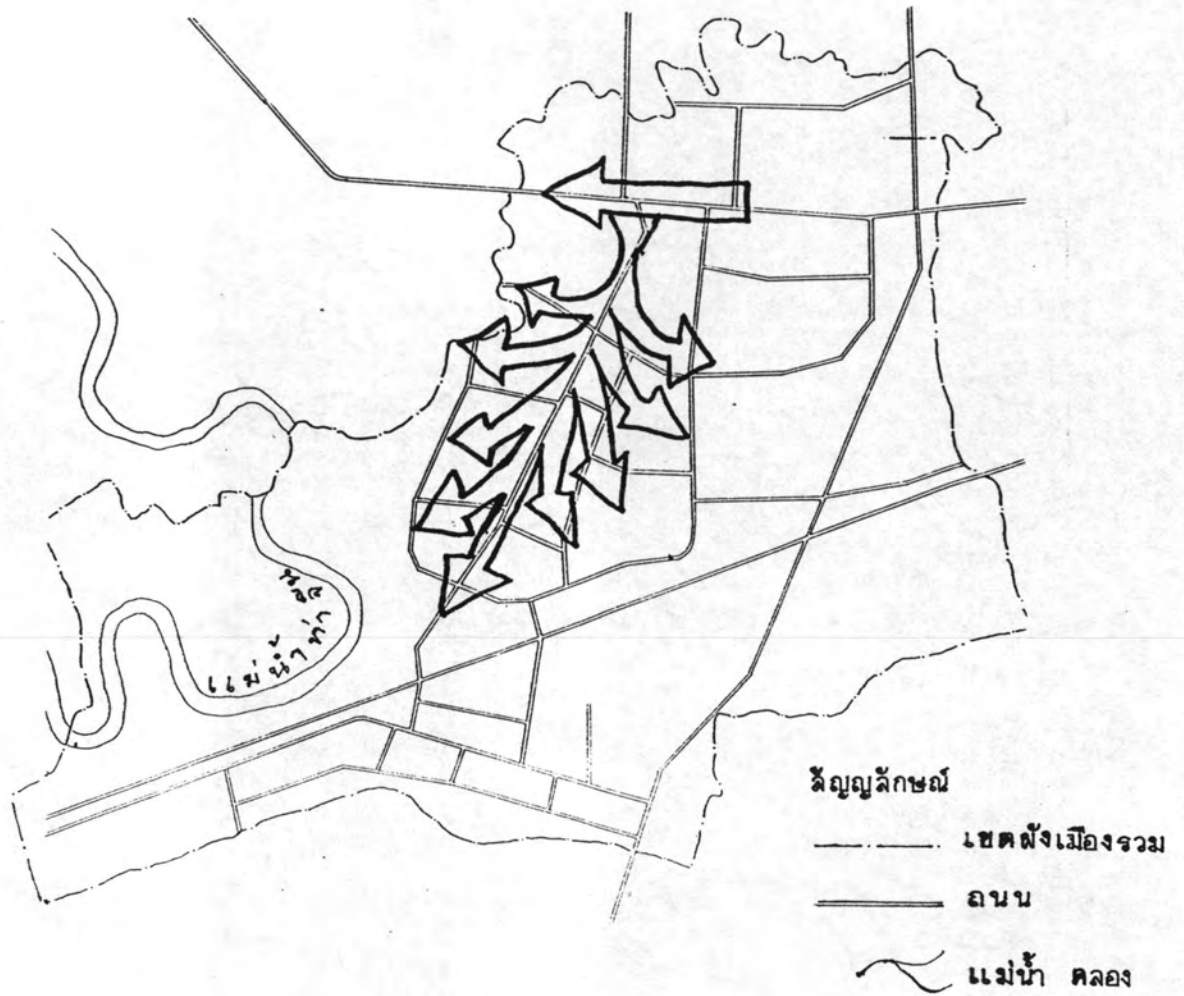 แม่น้ำท่าจีน
สัญญลักษณ์
เขตผังเมืองรวม
ถนน
แม่น้ำ คลอง